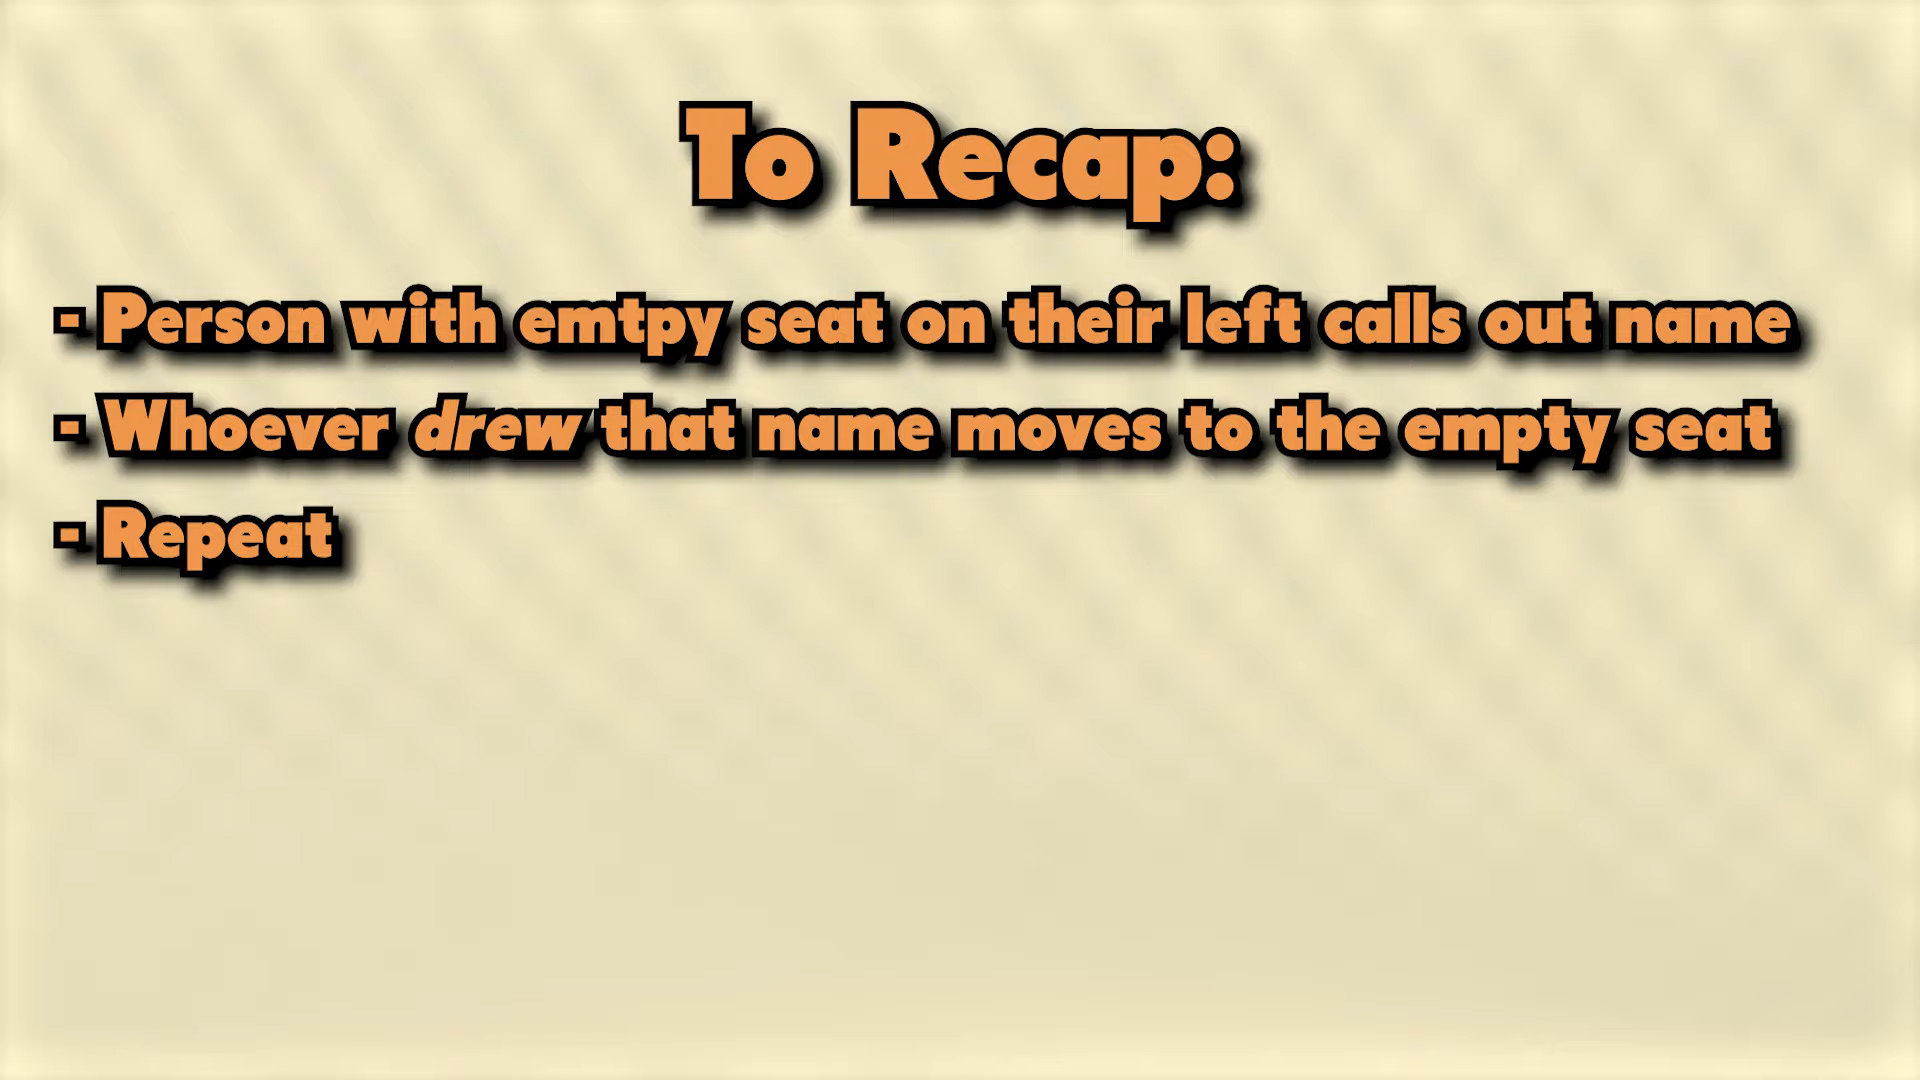 To Recap:
- Person with emtpy seat on their left calls out name
- Whoever drew that name moves to the empty seat
- Repeat